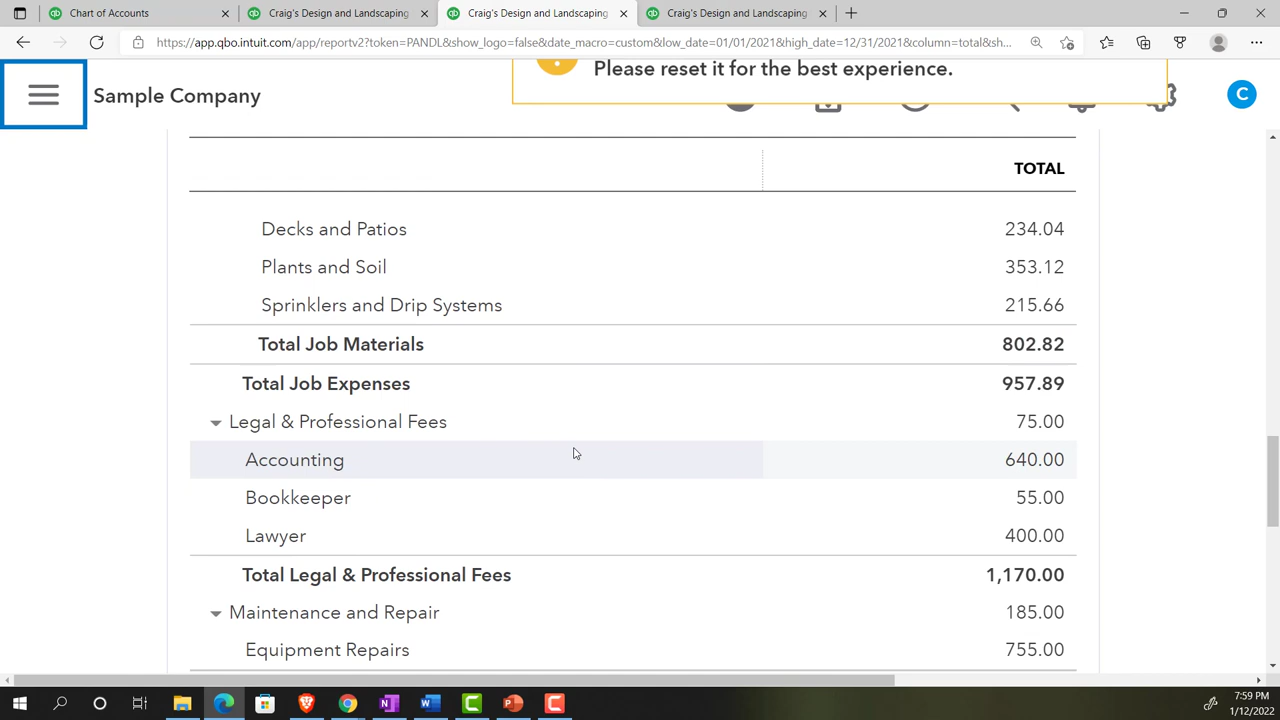 Chart of Accounts
Craig's Design and Landscaping
Craig's Design and Landscaping
Craig's Design and Landscaping
https://app.qbo.intuit.com/app/reportv2?token=PANDL&show_logo=false&date_macro=custom&low_date=01/01/2021&high_date=12/31/2021&column=total&sh...
Please reset it for the best experience.
Sample Company
C
TOTAL
Decks and Patios 234.04
Plants and Soil 353.12
Sprinklers and Drip Systems 215.66
Total Job Materials 802.82
Total Job Expenses 957.89
Legal & Professional Fees 75.00
Accounting 640.00
Bookkeeper 55.00
Lawyer 400.00
Total Legal & Professional Fees 1,170.00
Maintenance and Repair 185.00
Equipment Repairs 755.00
7:59 PM
1/12/2022